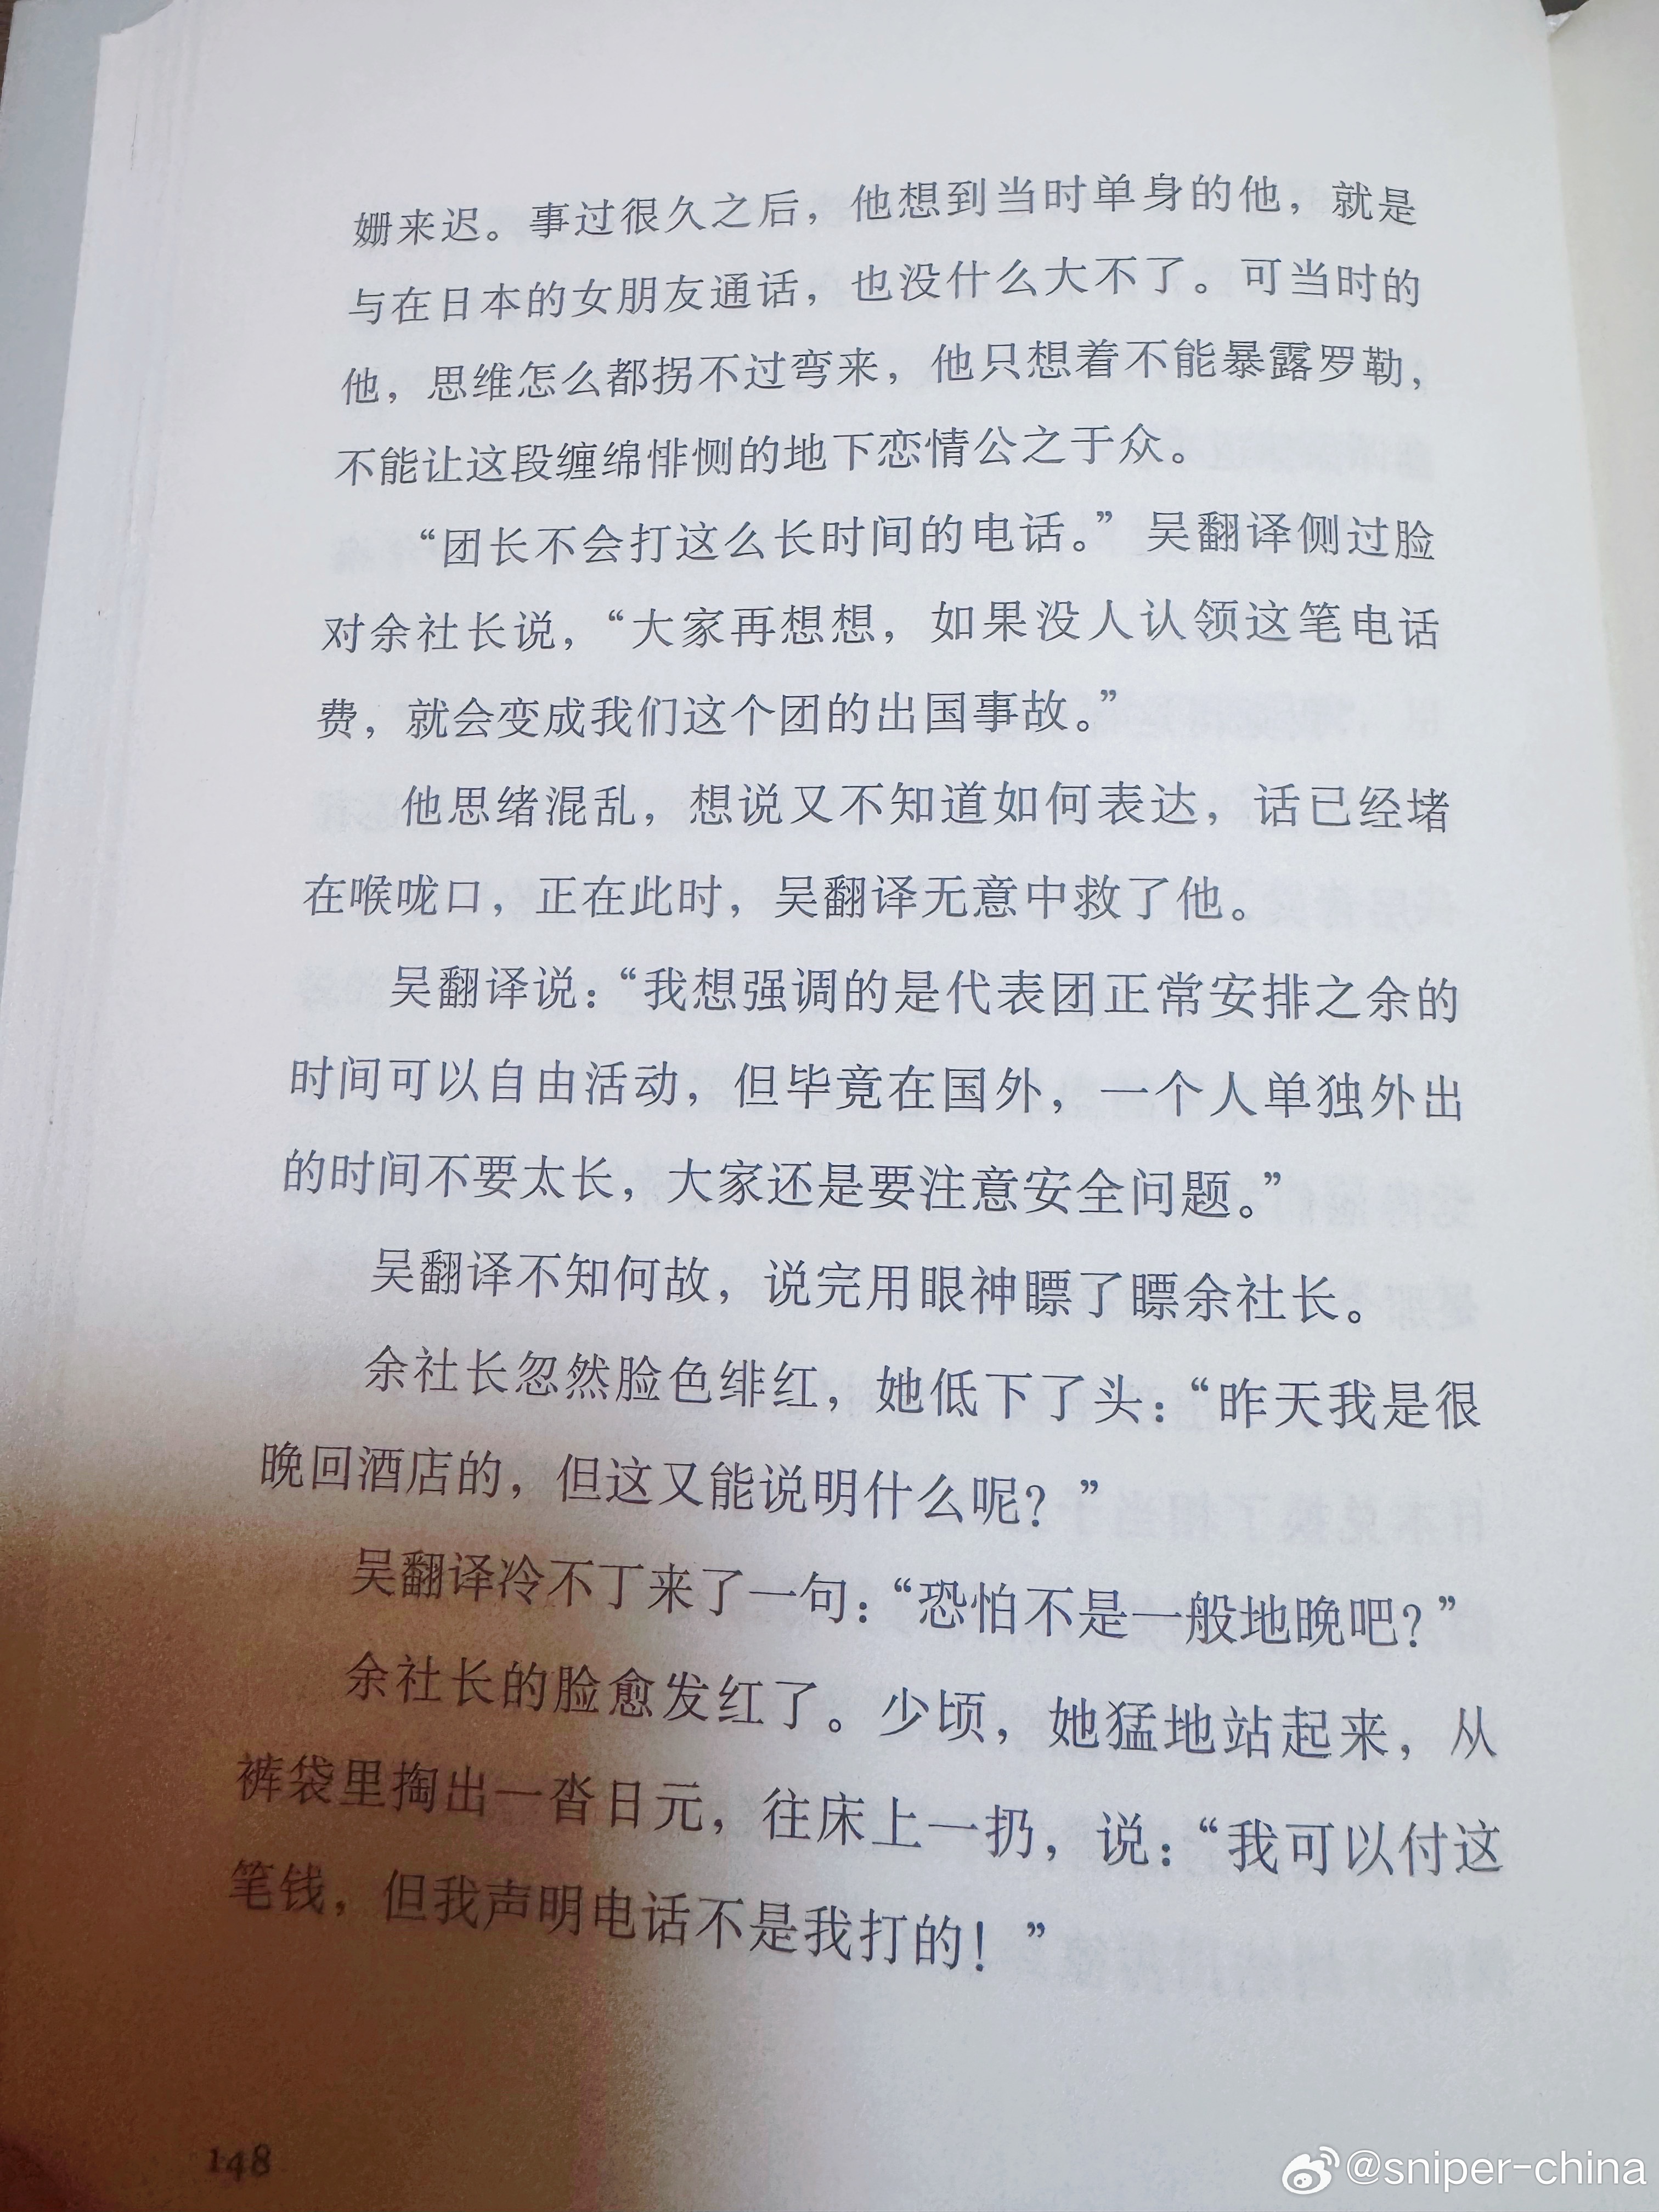 姗来迟。事过很久之后，他想到当时单身的他，就是
与在日本的女朋友通话，也没什么大不了。可当时的
他，思维怎么都拐不过弯来，他只想着不能暴露罗勒，
不能让这段缠绵悱恻的地下恋情公之于众。
“团长不会打这么长时间的电话。”吴翻译侧过脸
对余社长说，“大家再想想，如果没人认领这笔电话
费，就会变成我们这个团的出国事故。”
他思绪混乱，想说又不知道如何表达，话已经堵
在喉咙口，正在此时，吴翻译无意中救了他。
吴翻译说：“我想强调的是代表团正常安排之余的
时间可以自由活动，但毕竟在国外，一个人单独外出
的时间不要太长，大家还是要注意安全问题。”
吴翻译不知何故，说完用眼神瞟了瞟余社长。
余社长忽然脸色绯红，她低下了头：“昨天我是很
晚回酒店的，但这又能说明什么呢？”
吴翻译冷不丁来了一句：“恐怕不是一般地晚吧？”
余社长的脸愈发红了。少顷，她猛地站起来，从
裤袋里掏出一沓日元，往床上一扔，说：“我可以付这
笔钱，但我声明电话不是我打的！”
148
@sniper-china